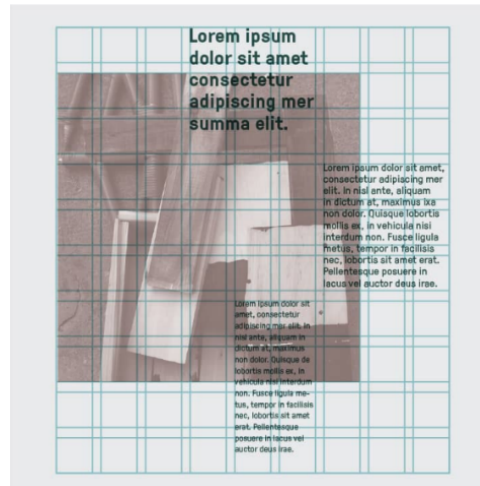 Lorem ipsum
dolor sit amet
consectetur
adipiscing mer
summa elit.
Lorem ipsum dolor sit amet,
consectetur adipiscing mer
elit. In nisl ante, aliquam
in dictum at, maximus ixa
non dolor. Quisque lobortis
mollis ex, in vehicula nisi
interdum non. Fusce ligula
metus, tempor in facilisis
nec, lobortis sit amet erat.
Pellentesque posuere in
lacus vel auctor deus irae.
Lorem ipsum dolor sit
amet, consectetur
adipiscing mer elit. In
nisl ante, aliquam in
dictum at, maximus
non dolor. Quisque de
lobortis mollis ex, in
vehicula nisi interdum
non. Fusce ligula me-
tus, tempor in facilisis
nec, lobortis sit amet
erat. Pellentesque
posuere in lacus vel
auctor deus irae.